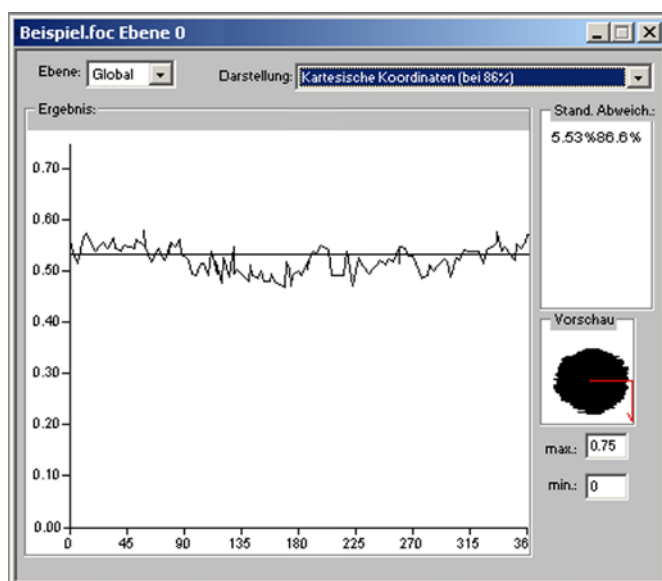 Beispiel.foc Ebene 0
Ebene: Global Darstellung: Kartesische Koordinaten (bei 86%)
Ergebnis:
Stand. Abweich.:
5.53%86.6%
0.70
0.60
0.50
0.40
0.30
0.20
0.10
0.00
0 45 90 135 180 225 270 315 36
Vorschau
max.: 0.75
min.: 0